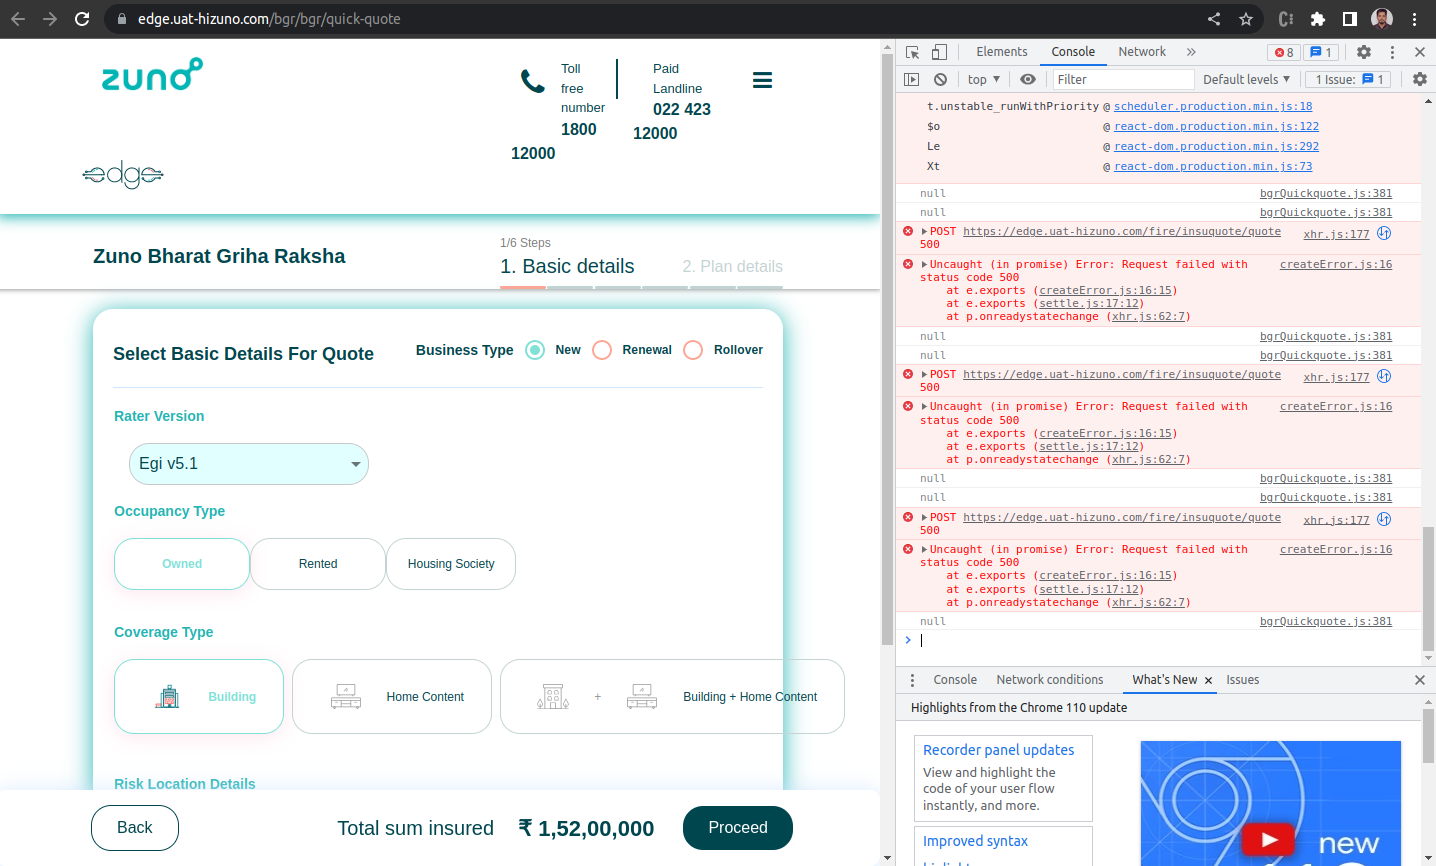 edge.uat-hizuno.com/bgr/bgr/quick-quote
zuno
Toll
free
number
1800
12000
Paid
Landline
022 423
12000
edge
Zuno Bharat Griha Raksha
1/6 Steps
1. Basic details
2. Plan details
Select Basic Details For Quote
Business Type
New
Renewal
Rollover
Rater Version
Egi v5.1
Occupancy Type
Owned
Rented
Housing Society
Coverage Type
Building
Home Content
+
Building + Home Content
Risk Location Details
Back
Total sum insured
₹ 1,52,00,000
Proceed
Elements
Console
Network
»
8
1
top ▼
Filter
Default levels ▼
1 Issue: 1
t.unstable_runWithPriority @ scheduler.production.min.js:18
$o @ react-dom.production.min.js:122
Le @ react-dom.production.min.js:292
Xt @ react-dom.production.min.js:73
null bgrQuickquote.js:381
null bgrQuickquote.js:381
POST https://edge.uat-hizuno.com/fire/insuquote/quote xhr.js:177
500
Uncaught (in promise) Error: Request failed with createError.js:16
status code 500
at e.exports (createError.js:16:15)
at e.exports (settle.js:17:12)
at p.onreadystatechange (xhr.js:62:7)
null bgrQuickquote.js:381
null bgrQuickquote.js:381
POST https://edge.uat-hizuno.com/fire/insuquote/quote xhr.js:177
500
Uncaught (in promise) Error: Request failed with createError.js:16
status code 500
at e.exports (createError.js:16:15)
at e.exports (settle.js:17:12)
at p.onreadystatechange (xhr.js:62:7)
null bgrQuickquote.js:381
null bgrQuickquote.js:381
POST https://edge.uat-hizuno.com/fire/insuquote/quote xhr.js:177
500
Uncaught (in promise) Error: Request failed with createError.js:16
status code 500
at e.exports (createError.js:16:15)
at e.exports (settle.js:17:12)
at p.onreadystatechange (xhr.js:62:7)
null bgrQuickquote.js:381
Console
Network conditions
What's New
Issues
Highlights from the Chrome 110 update
Recorder panel updates
View and highlight the
code of your user flow
instantly, and more.
Improved syntax
new